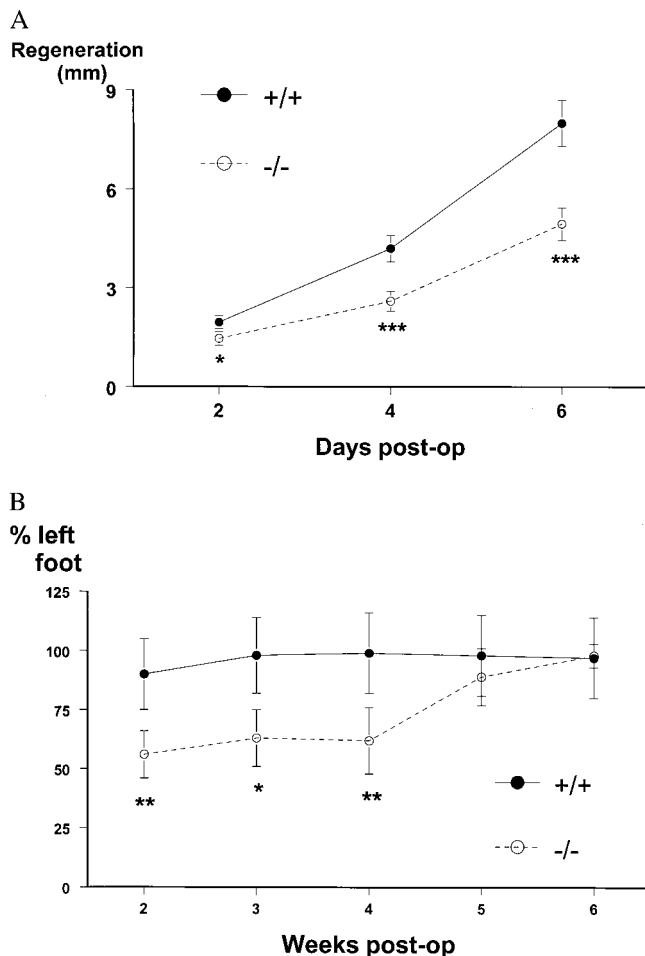 A
Regeneration
(mm)
9
+/+
-/-
6
***
3
***
*
0
2 4 6
Days post-op
B
% left
foot
125
100
75
50
** * **
+/+
25
-/-
0
2 3 4 5 6
Weeks post-op